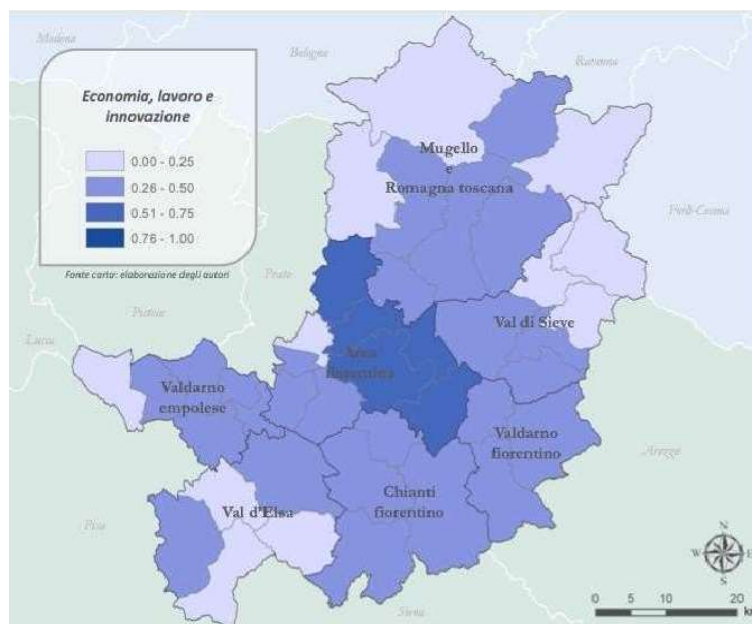 Modena
Bologna
Ravenna
Economia, lavoro e
innovazione
0.00 - 0.25
0.26 - 0.50
0.51 - 0.75
0.76 - 1.00
Fonte carta: elaborazione degli autori
Mugello
e
Romagna toscana
Forlì-Cesena
Prato
Pistoia
Lucca
Val di Sieve
Area
fiorentina
Valdarno
empolese
Valdarno
fiorentino
Arezzo
Chianti
fiorentino
Val d'Elsa
Pisa
Siena
N
W E
S
0 5 10 20
km